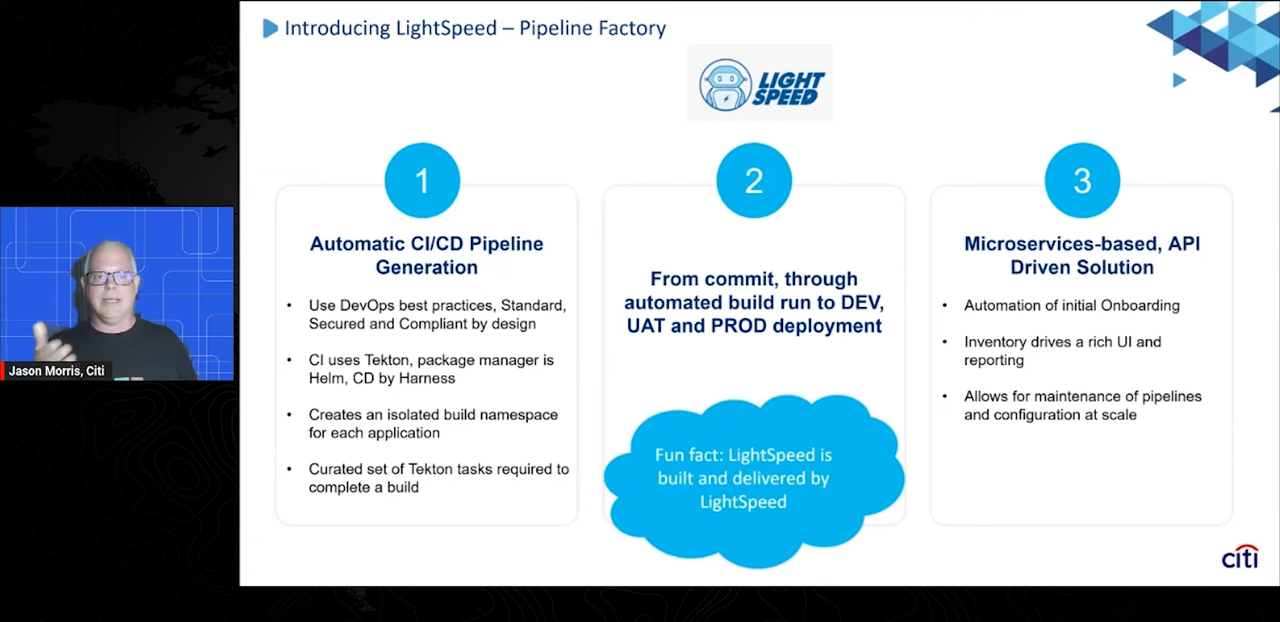 Introducing LightSpeed – Pipeline Factory
LIGHT
SPEED
1
Automatic CI/CD Pipeline
Generation
• Use DevOps best practices, Standard,
Secured and Compliant by design
• CI uses Tekton, package manager is
Helm, CD by Harness
• Creates an isolated build namespace
for each application
• Curated set of Tekton tasks required to
complete a build
2
From commit, through
automated build run to DEV,
UAT and PROD deployment
Fun fact: LightSpeed is
built and delivered by
LightSpeed
3
Microservices-based, API
Driven Solution
• Automation of initial Onboarding
• Inventory drives a rich UI and
reporting
• Allows for maintenance of pipelines
and configuration at scale
Jason Morris, Citi
citi